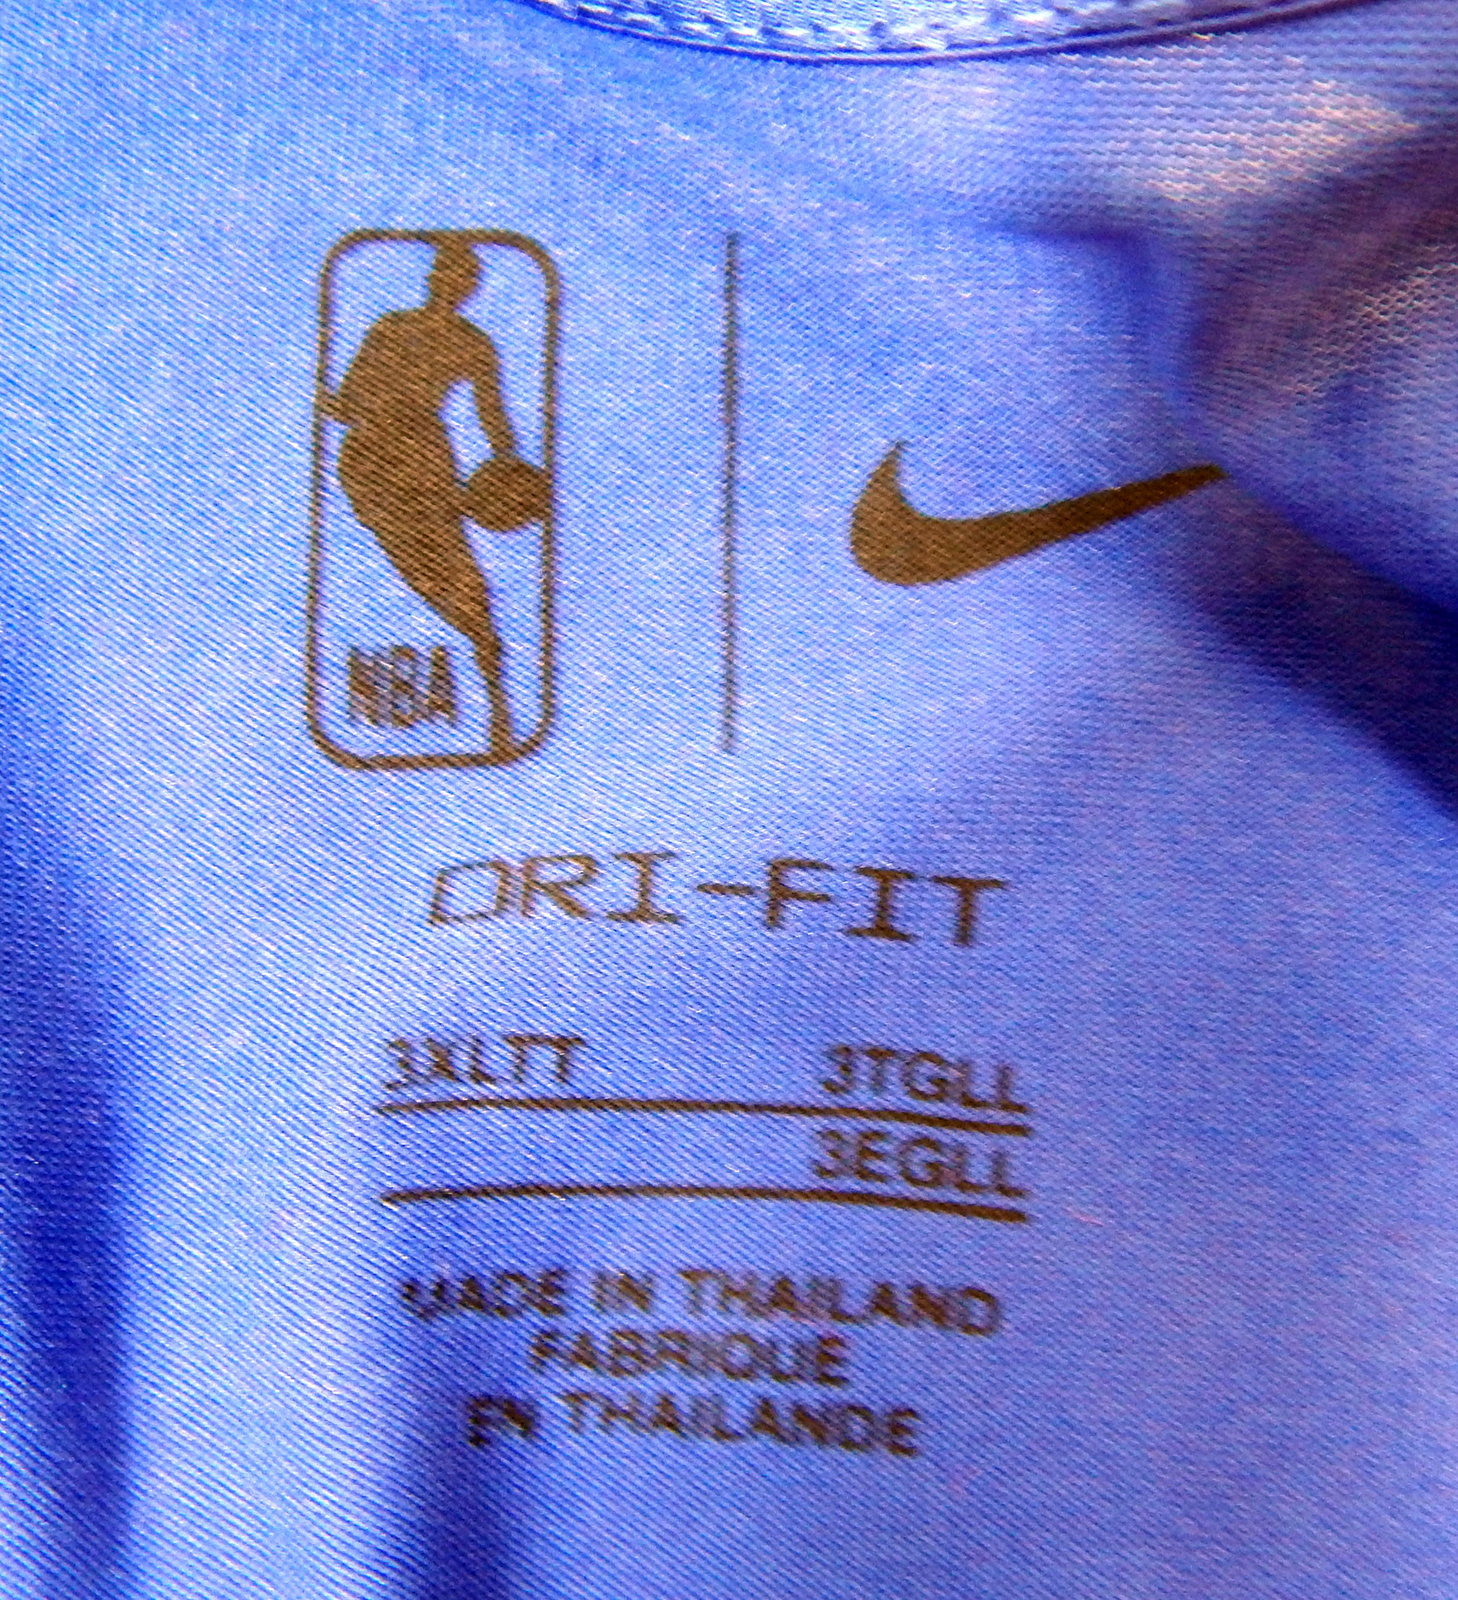 NBA
DRI-FIT
3XLTT 3TGLL
3EGLL
MADE IN THAILAND
FABRIQUE
EN THAILANDE